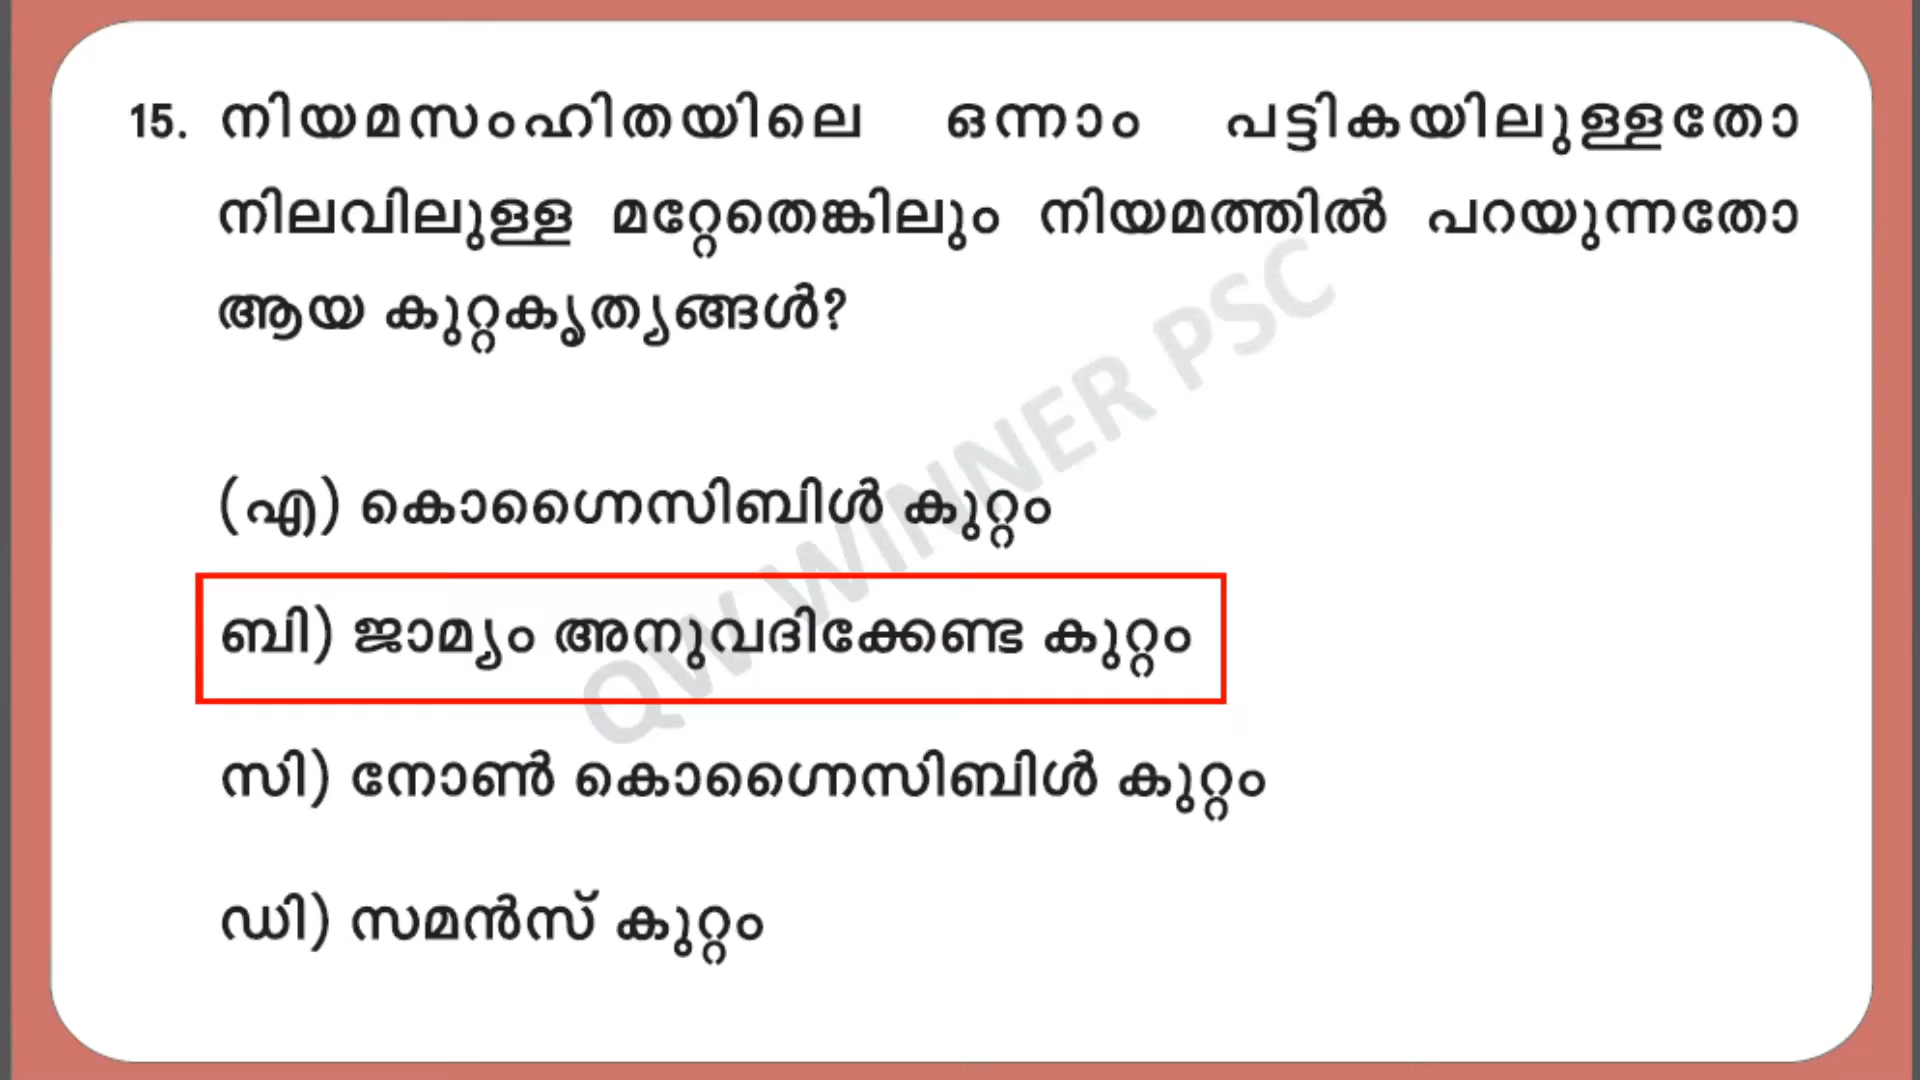 15. നിയമസംഹിതയിലെ ഒന്നാം പട്ടികയിലുള്ളതോ
നിലവിലുള്ള മറ്റേതെങ്കിലും നിയമത്തിൽ പറയുന്നതോ
ആയ കുറ്റകൃത്യങ്ങൾ?
(എ) കൊഗ്നൈസിബിൾ കുറ്റം
ബി) ജാമ്യം അനുവദിക്കേണ്ട കുറ്റം
സി) നോൺ കൊഗ്നൈസിബിൾ കുറ്റം
ഡി) സമൻസ് കുറ്റം
QW WINNER PSC